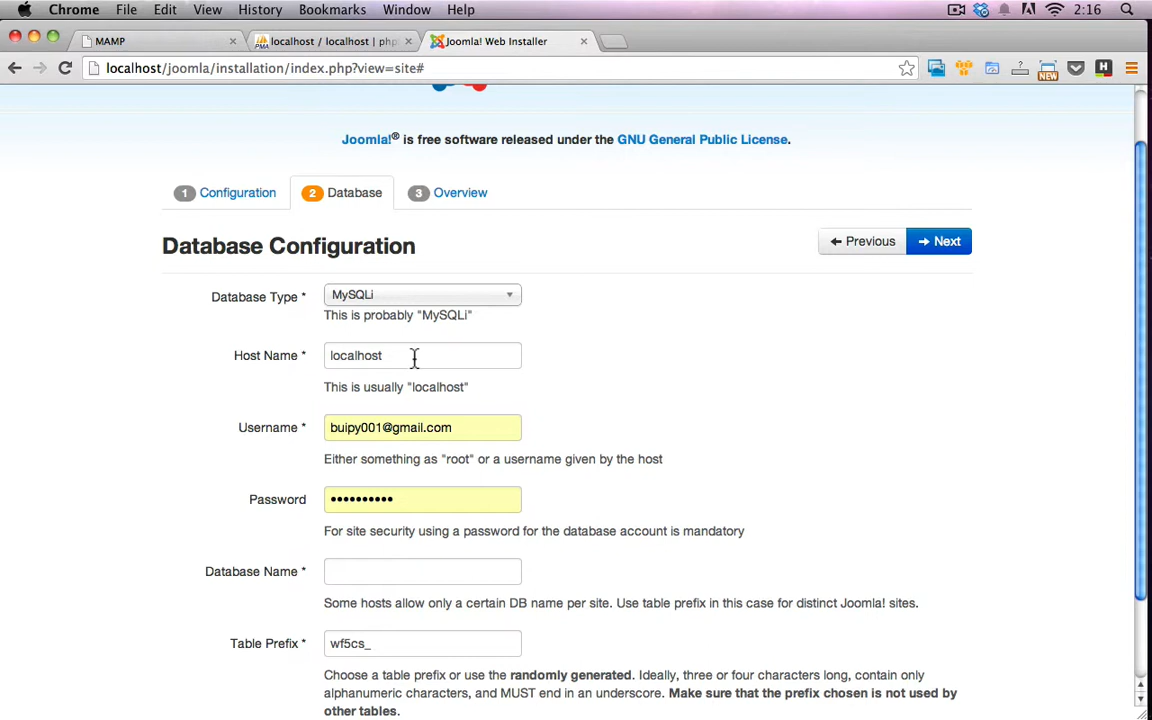 Chrome File Edit View History Bookmarks Window Help 2:16
MAMP localhost / localhost | php Joomla! Web Installer
localhost/joomla/installation/index.php?view=site#
NEW H
Joomla!® is free software released under the GNU General Public License.
1 Configuration 2 Database 3 Overview
Database Configuration
Previous Next
Database Type * MySQLi
This is probably "MySQLi"
Host Name * localhost
This is usually "localhost"
Username * buipy001@gmail.com
Either something as "root" or a username given by the host
Password ••••••••••
For site security using a password for the database account is mandatory
Database Name *
Some hosts allow only a certain DB name per site. Use table prefix in this case for distinct Joomla! sites.
Table Prefix * wf5cs_
Choose a table prefix or use the randomly generated. Ideally, three or four characters long, contain only
alphanumeric characters, and MUST end in an underscore. Make sure that the prefix chosen is not used by
other tables.